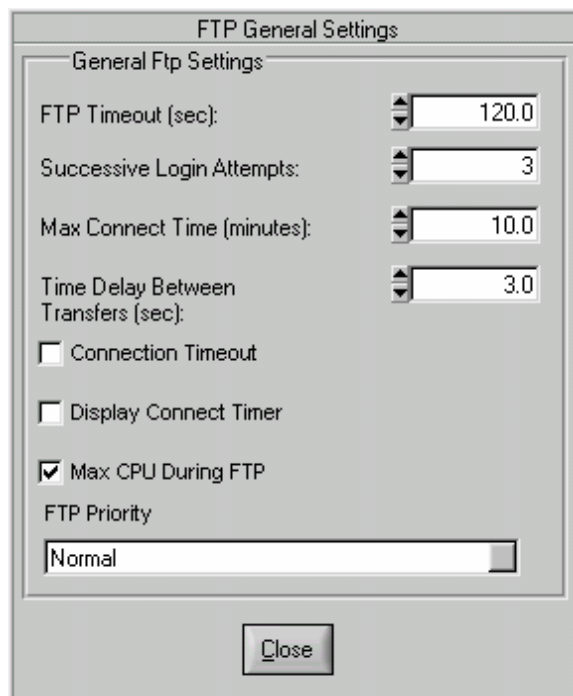 FTP General Settings
General Ftp Settings
FTP Timeout (sec): 120.0
Successive Login Attempts: 3
Max Connect Time (minutes): 10.0
Time Delay Between 3.0
Transfers (sec):
Connection Timeout
Display Connect Timer
Max CPU During FTP
FTP Priority
Normal
Close